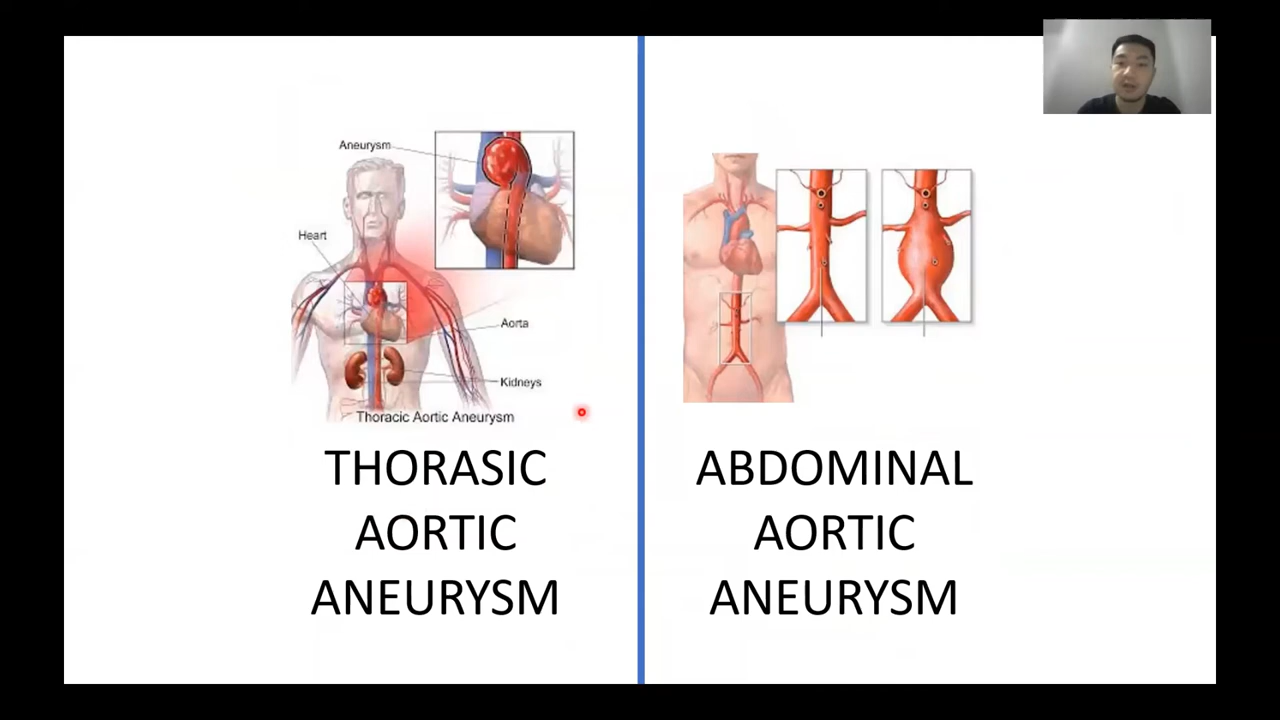 Aneurysm
Heart
Aorta
Kidneys
Thoracic Aortic Aneurysm
THORASIC
AORTIC
ANEURYSM
ABDOMINAL
AORTIC
ANEURYSM